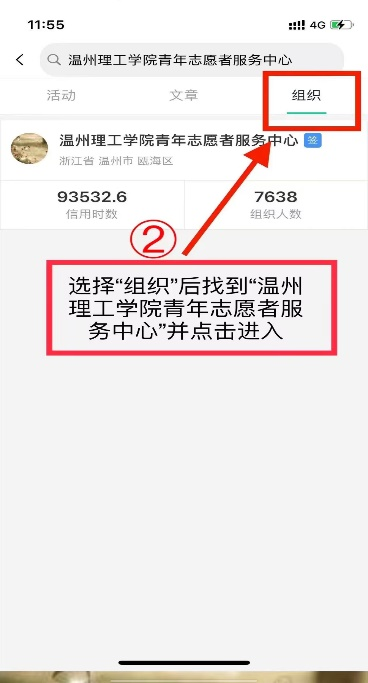 11:55
4G
温州理工学院青年志愿者服务中心
活动
文章
组织
温州理工学院青年志愿者服务中心 签
浙江省 温州市 瓯海区
93532.6
7638
信用时数
组织人数
②
选择“组织”后找到“温州
理工学院青年志愿者服
务中心”并点击进入